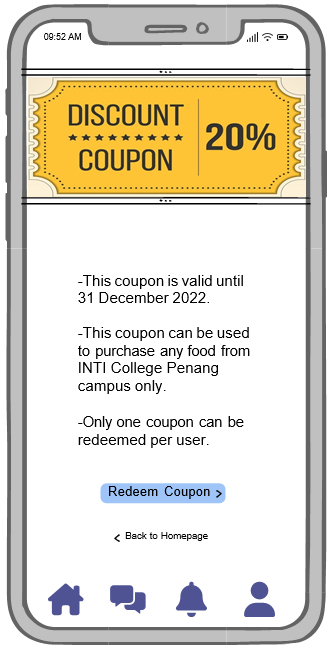 09:52 AM
DISCOUNT
COUPON
20%
-This coupon is valid until
31 December 2022.
-This coupon can be used
to purchase any food from
INTI College Penang
campus only.
-Only one coupon can be
redeemed per user.
Redeem Coupon >
< Back to Homepage